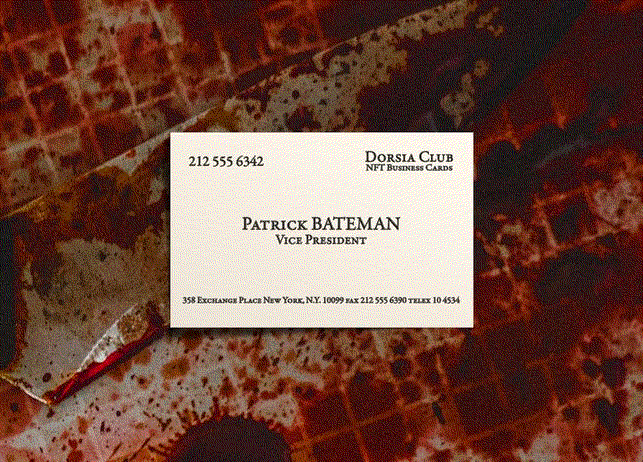 212 555 6342
Dorsia Club
NFT Business Cards
Patrick BATEMAN
Vice President
358 Exchange Place New York, N.Y. 10099 fax 212 555 6390 telex 10 4534